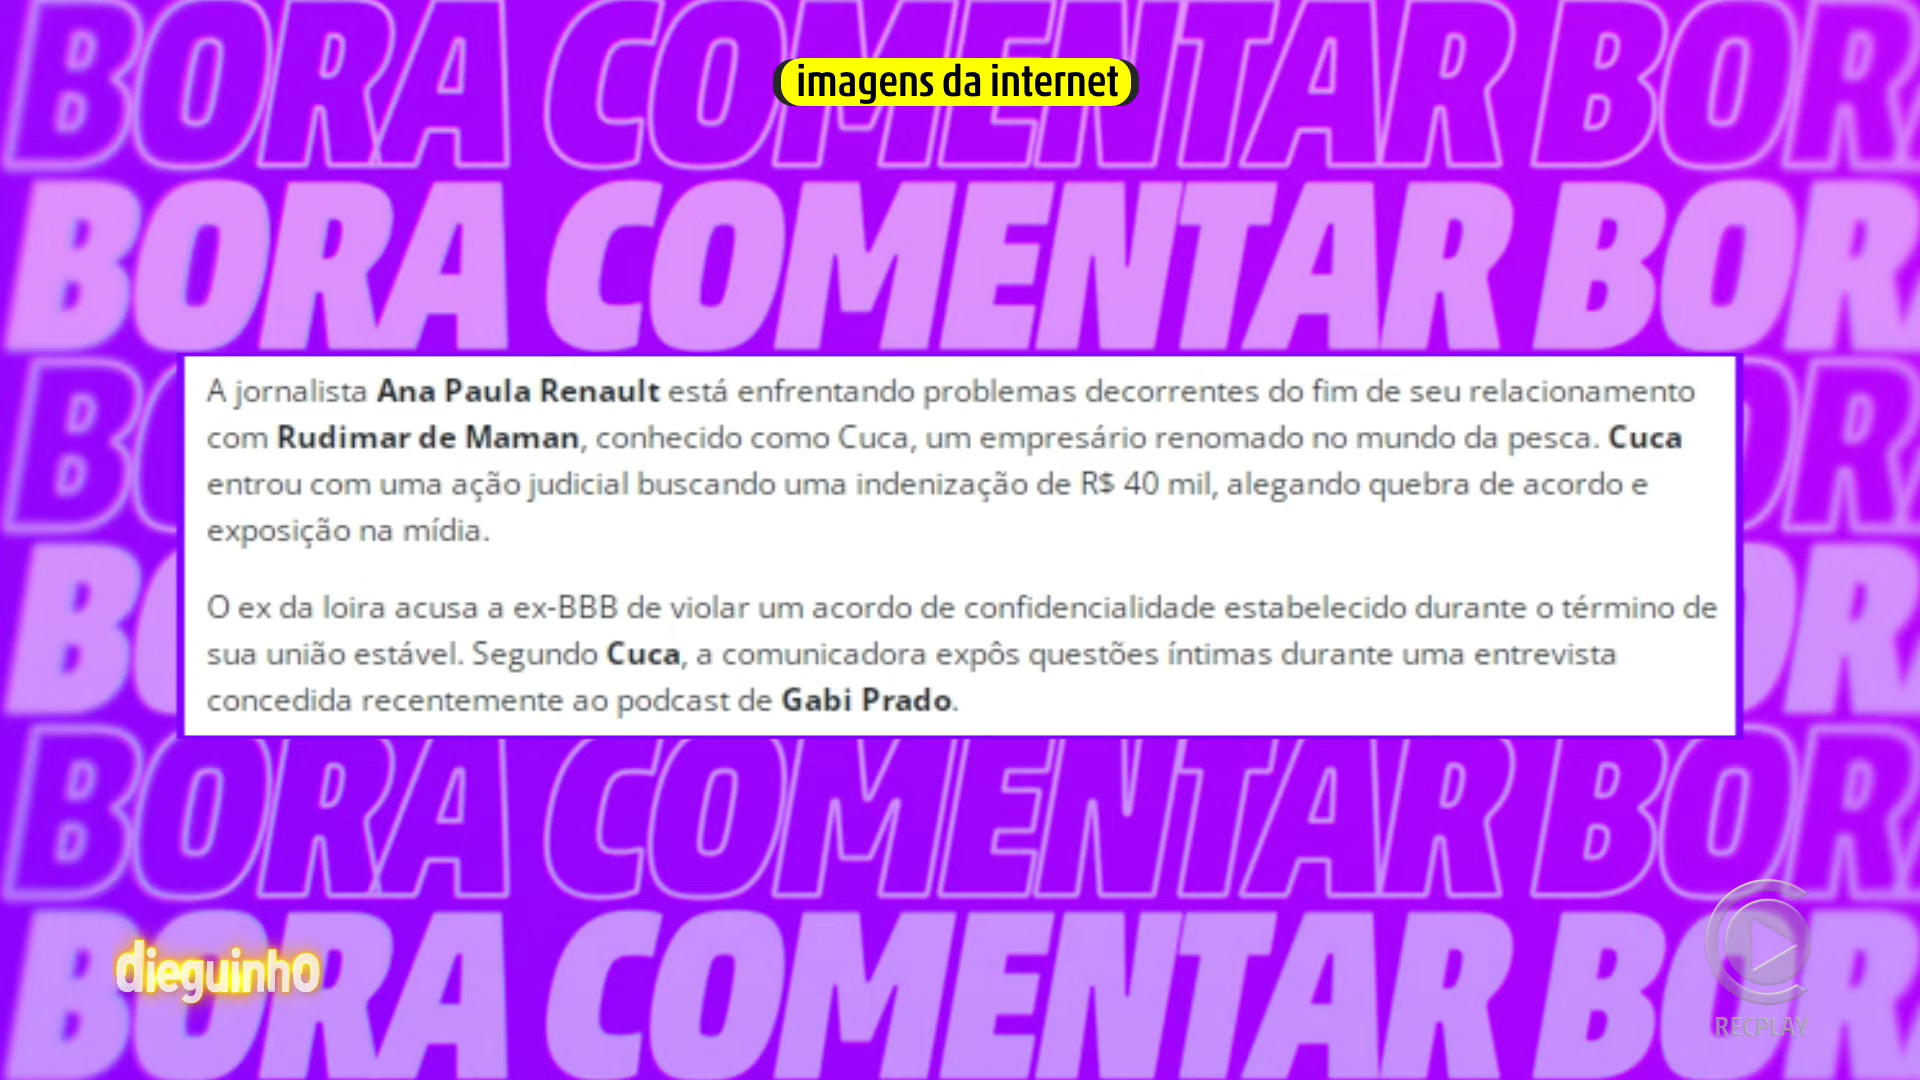 BORA COMENTAR BOR
imagens da internet
BORA COMENTAR BOR
A jornalista Ana Paula Renault está enfrentando problemas decorrentes do fim de seu relacionamento
com Rudimar de Maman, conhecido como Cuca, um empresário renomado no mundo da pesca. Cuca
entrou com uma ação judicial buscando uma indenização de R$ 40 mil, alegando quebra de acordo e
exposição na mídia.
O ex da loira acusa a ex-BBB de violar um acordo de confidencialidade estabelecido durante o término de
sua união estável. Segundo Cuca, a comunicadora expôs questões íntimas durante uma entrevista
concedida recentemente ao podcast de Gabi Prado.
BORA COMENTAR BOR
BORA COMENTAR BOR
dieguinho
RECPLAY